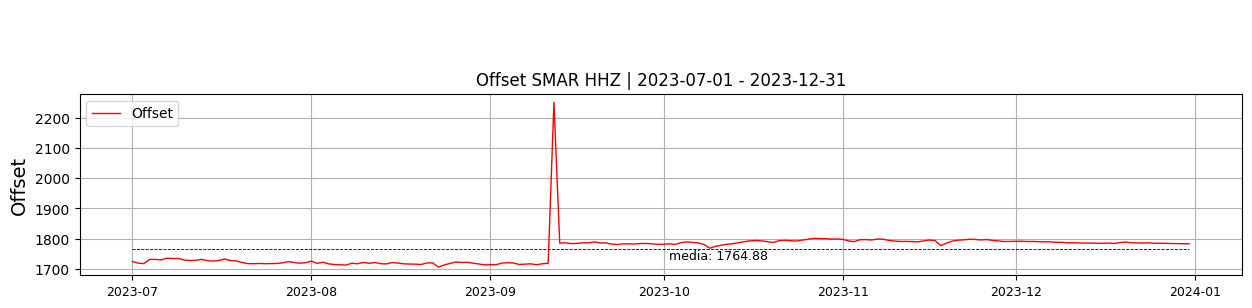 Offset SMAR HHZ | 2023-07-01 - 2023-12-31
Offset
Offset
2200
2100
2000
1900
1800
1700
media: 1764.88
2023-07 2023-08 2023-09 2023-10 2023-11 2023-12 2024-01